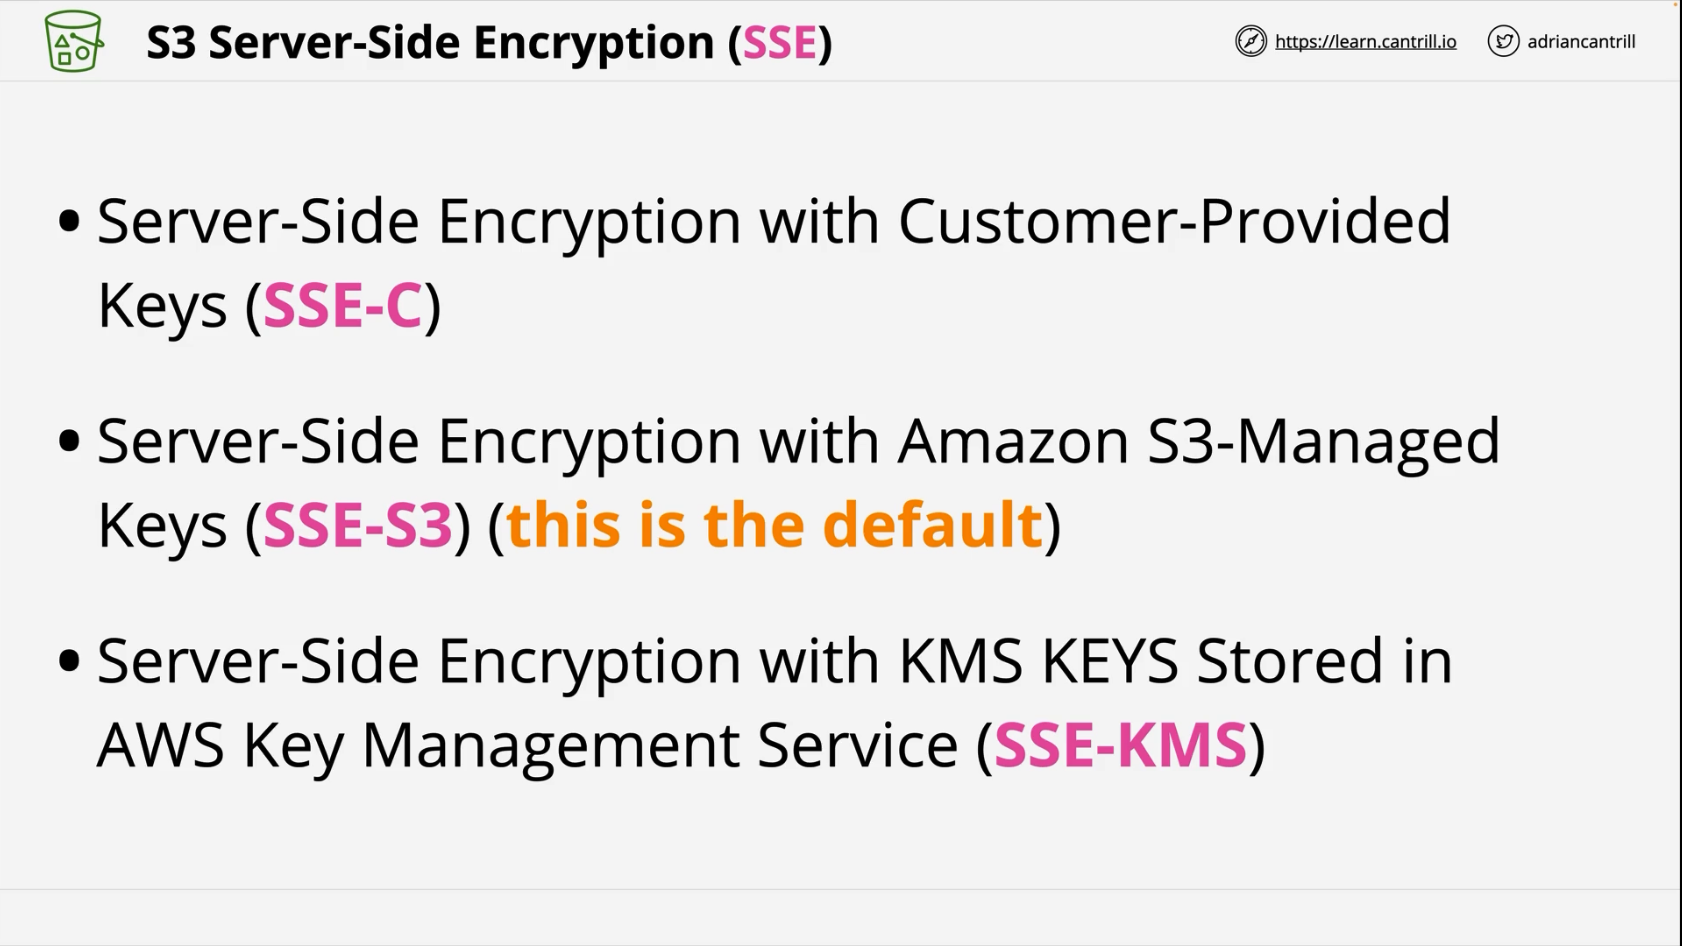 S3 Server-Side Encryption (SSE)
https://learn.cantrill.io
adriancantrill
• Server-Side Encryption with Customer-Provided
Keys (SSE-C)
• Server-Side Encryption with Amazon S3-Managed
Keys (SSE-S3) (this is the default)
• Server-Side Encryption with KMS KEYS Stored in
AWS Key Management Service (SSE-KMS)